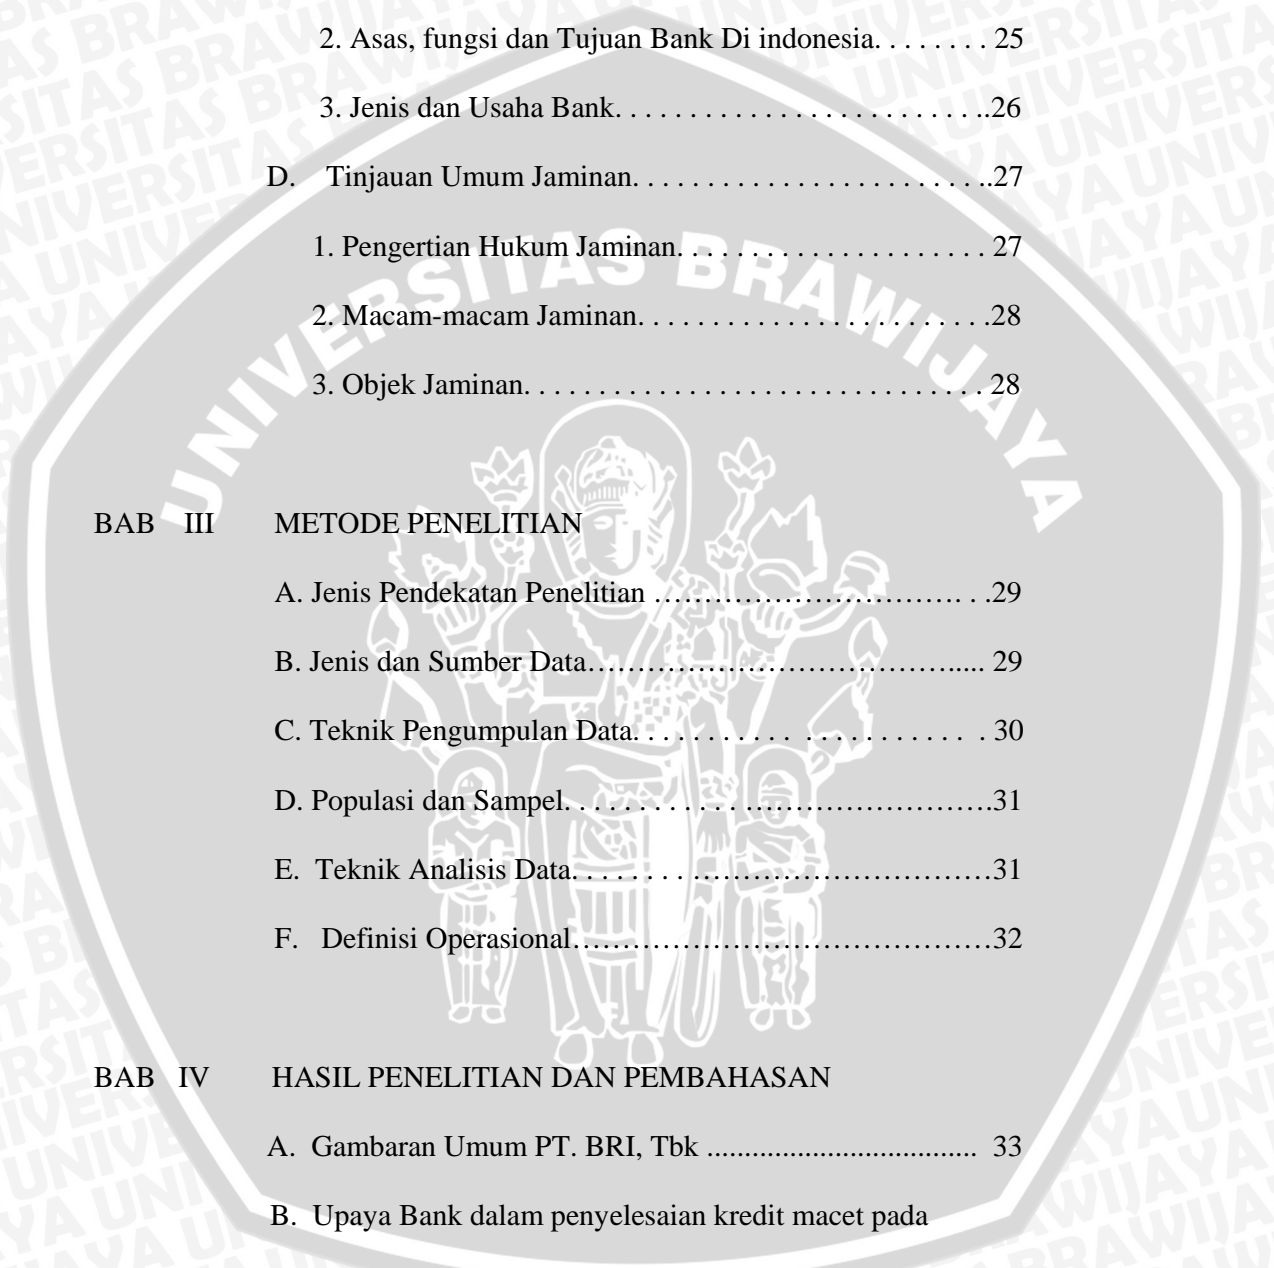 2. Asas, fungsi dan Tujuan Bank Di indonesia. . . . . . . . 25
3. Jenis dan Usaha Bank. . . . . . . . . . . . . . . . . . . . . . . . ..26
D. Tinjauan Umum Jaminan. . . . . . . . . . . . . . . . . . . . . . . ..27
1. Pengertian Hukum Jaminan. . . . . . . . . . . . . . . . . . . . . 27
2. Macam-macam Jaminan. . . . . . . . . . . . . . . . . . . . . . .28
3. Objek Jaminan. . . . . . . . . . . . . . . . . . . . . . . . . . . . . . 28
UNIVERSITAS BRAWIJAYA
BAB III METODE PENELITIAN
A. Jenis Pendekatan Penelitian ……………………………. . .29
B. Jenis dan Sumber Data…………………………………..... 29
C. Teknik Pengumpulan Data. . . . . . . . . . . . . . . . . . . . . . 30
D. Populasi dan Sampel. . . . . . . . . . . . ………………………31
E. Teknik Analisis Data. . . . . . . . ……………………………31
F. Definisi Operasional……………………………………….32
BAB IV HASIL PENELITIAN DAN PEMBAHASAN
A. Gambaran Umum PT. BRI, Tbk .................................... 33
B. Upaya Bank dalam penyelesaian kredit macet pada